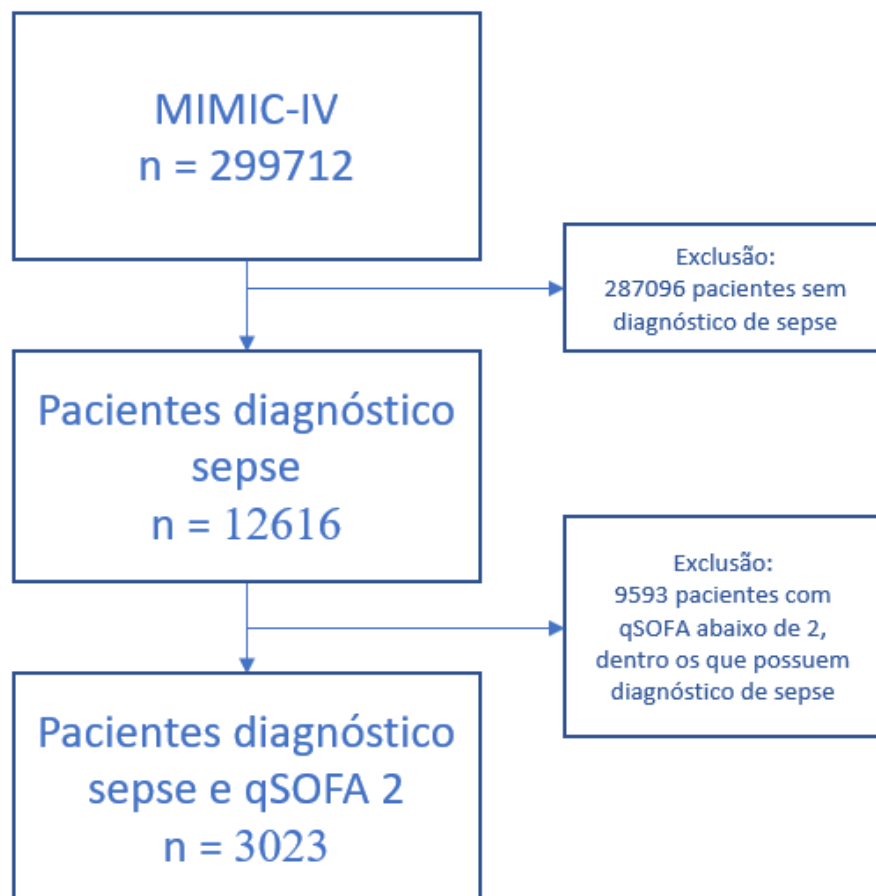 MIMIC-IV
n = 299712
Exclusão:
287096 pacientes sem
diagnóstico de sepse
Pacientes diagnóstico
sepse
n = 12616
Exclusão:
9593 pacientes com
qSOFA abaixo de 2,
dentro os que possuem
diagnóstico de sepse
Pacientes diagnóstico
sepse e qSOFA 2
n = 3023